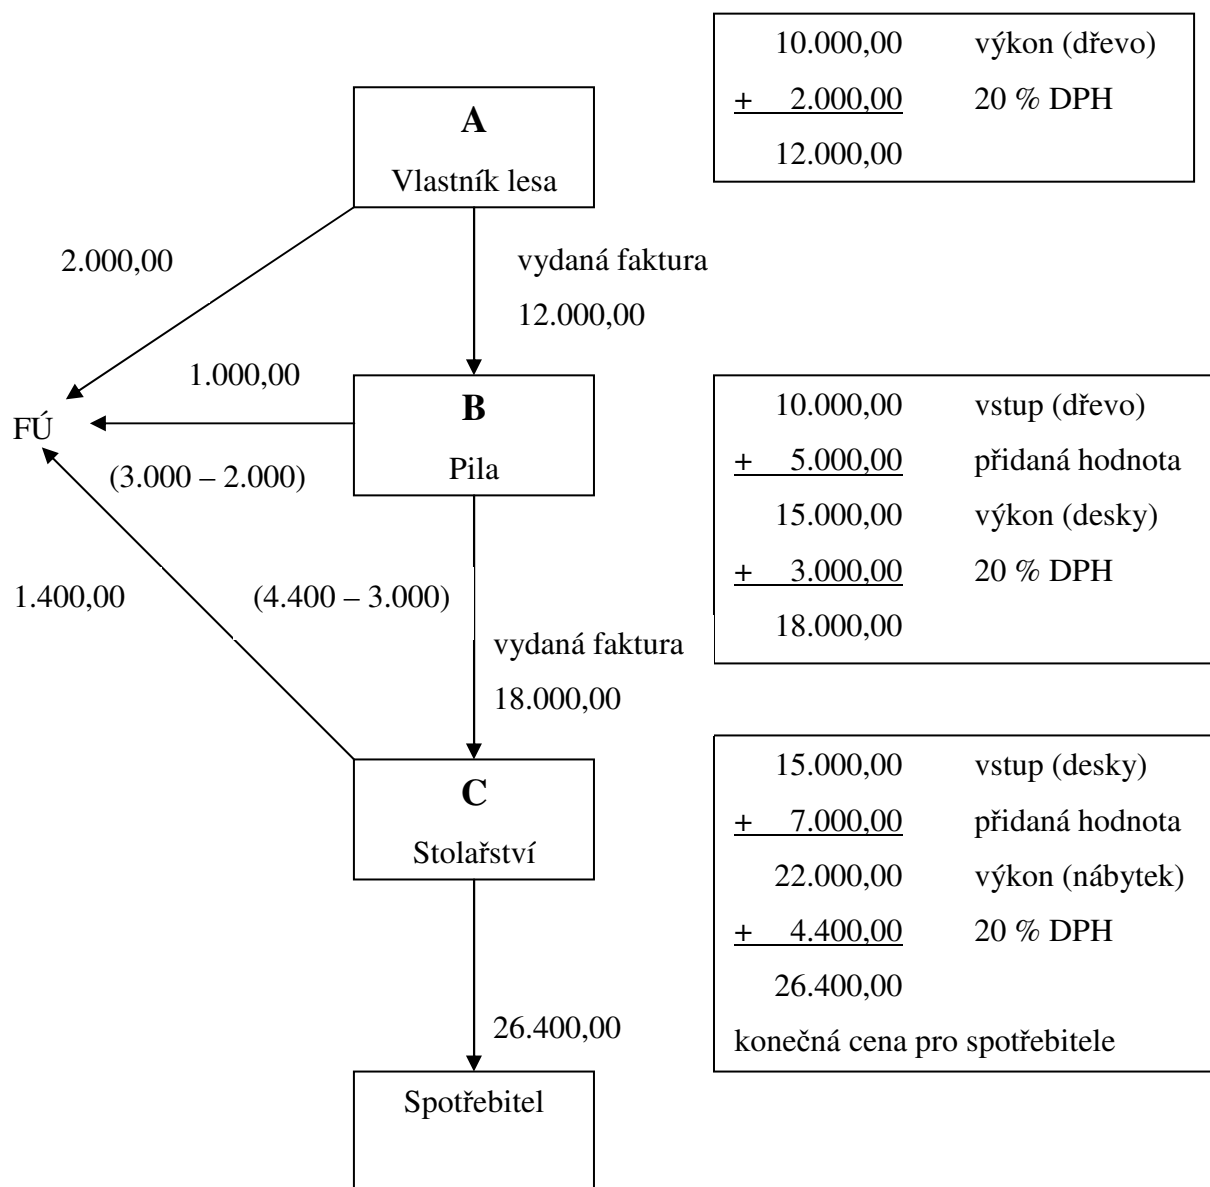 10.000,00 výkon (dřevo)
+ 2.000,00 20 % DPH
12.000,00
A
Vlastník lesa
2.000,00
vydaná faktura
12.000,00
1.000,00
FÚ
(3.000 – 2.000)
B
Pila
10.000,00 vstup (dřevo)
+ 5.000,00 přidaná hodnota
15.000,00 výkon (desky)
+ 3.000,00 20 % DPH
18.000,00
1.400,00
(4.400 – 3.000)
vydaná faktura
18.000,00
C
Stolařství
15.000,00 vstup (desky)
+ 7.000,00 přidaná hodnota
22.000,00 výkon (nábytek)
+ 4.400,00 20 % DPH
26.400,00
konečná cena pro spotřebitele
26.400,00
Spotřebitel